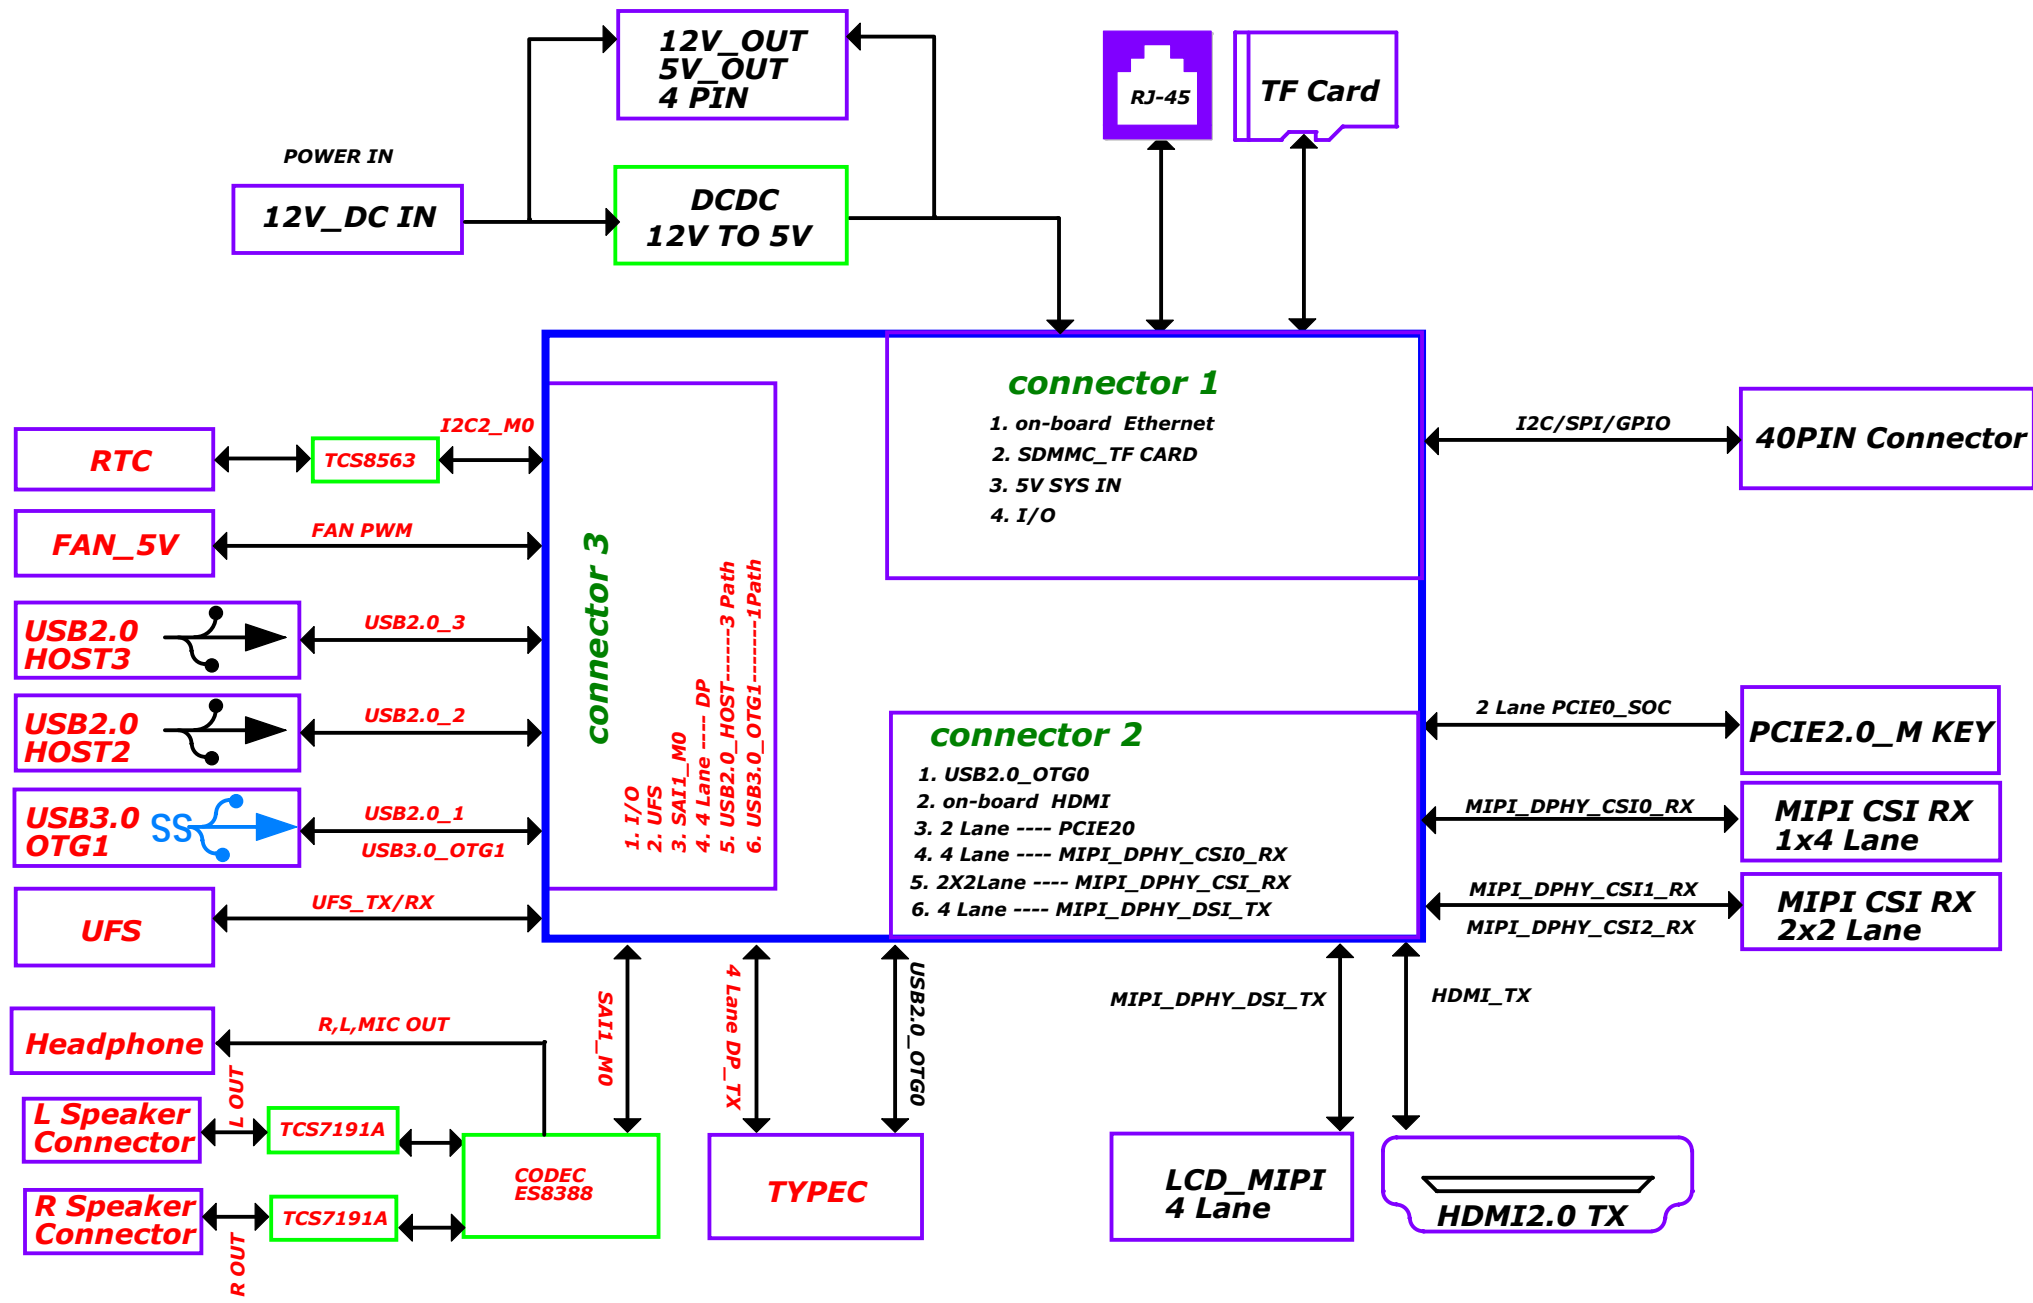 12V_OUT
5V_OUT
4 PIN
RJ-45
TF Card
POWER IN
12V_DC IN
DCDC
12V TO 5V
connector 1
1. on-board  Ethernet
2. SDMMC_TF CARD
3. 5V SYS IN
4. I/O
I2C/SPI/GPIO
40PIN Connector
RTC
TCS8563
I2C2_M0
FAN_5V
FAN PWM
USB2.0
HOST3
USB2.0_3
USB2.0
HOST2
USB2.0_2
USB3.0
OTG1
SS
USB2.0_1
USB3.0_OTG1
UFS
UFS_TX/RX
connector 3
1. I/O
2. UFS
3. SAI1_M0
4. 4 Lane ---- DP
5. USB2.0_HOST------3 Path
6. USB3.0_OTG1-------1Path
connector 2
1. USB2.0_OTG0
2. on-board  HDMI
3. 2 Lane ---- PCIE20
4. 4 Lane ---- MIPI_DPHY_CSI0_RX
5. 2X2Lane ---- MIPI_DPHY_CSI_RX
6. 4 Lane ---- MIPI_DPHY_DSI_TX
2 Lane PCIE0_SOC
PCIE2.0_M KEY
MIPI_DPHY_CSI0_RX
MIPI CSI RX
1x4 Lane
MIPI_DPHY_CSI1_RX
MIPI_DPHY_CSI2_RX
MIPI CSI RX
2x2 Lane
Headphone
R,L,MIC OUT
L Speaker
Connector
L OUT
TCS7191A
R Speaker
Connector
R OUT
TCS7191A
CODEC
ES8388
SAI1_M0
4 Lane DP_TX
USB2.0_OTG0
TYPEC
MIPI_DPHY_DSI_TX
LCD_MIPI
4 Lane
HDMI_TX
HDMI2.0 TX